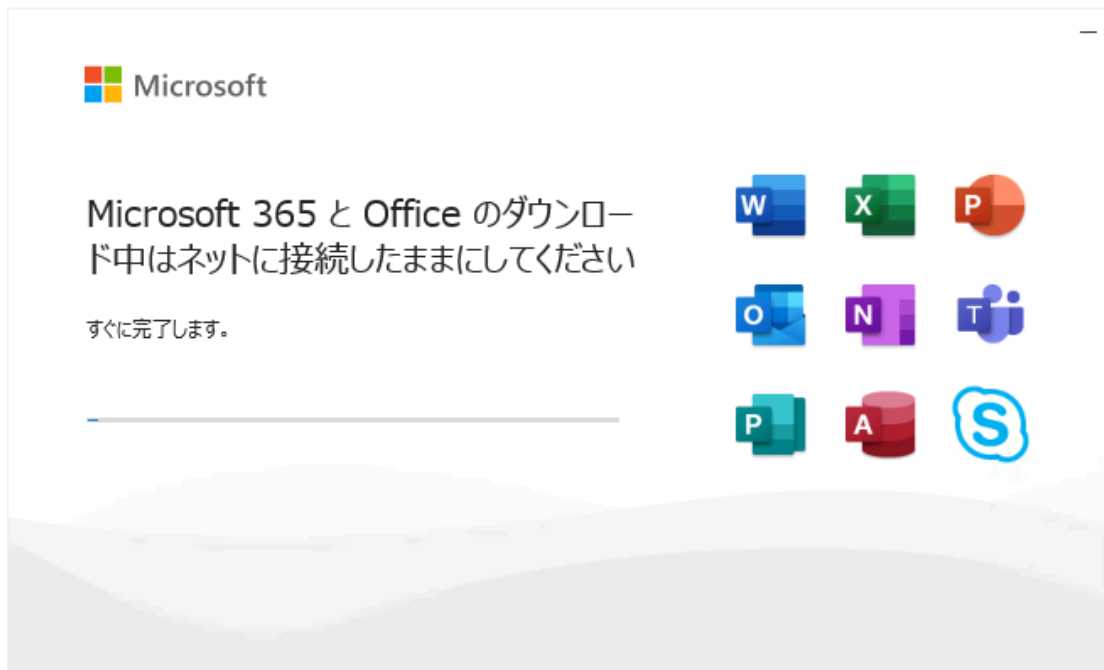 Microsoft
Microsoft 365 と Office のダウンロー
ド中はネットに接続したままにしてください
すぐに完了します。
W X P
O N T
P A S